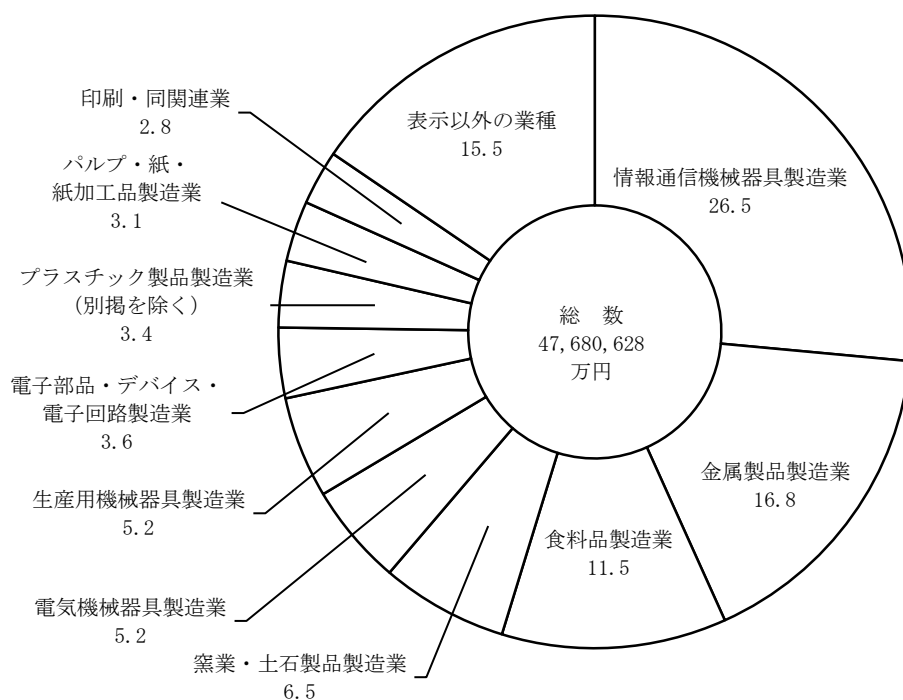 印刷・同関連業
2.8
表示以外の業種
15.5
パルプ・紙・
紙加工品製造業
3.1
情報通信機械器具製造業
26.5
プラスチック製品製造業
(別掲を除く)
3.4
総 数
47,680,628
万円
電子部品・デバイス・
電子回路製造業
3.6
金属製品製造業
16.8
生産用機械器具製造業
5.2
食料品製造業
11.5
電気機械器具製造業
5.2
窯業・土石製品製造業
6.5